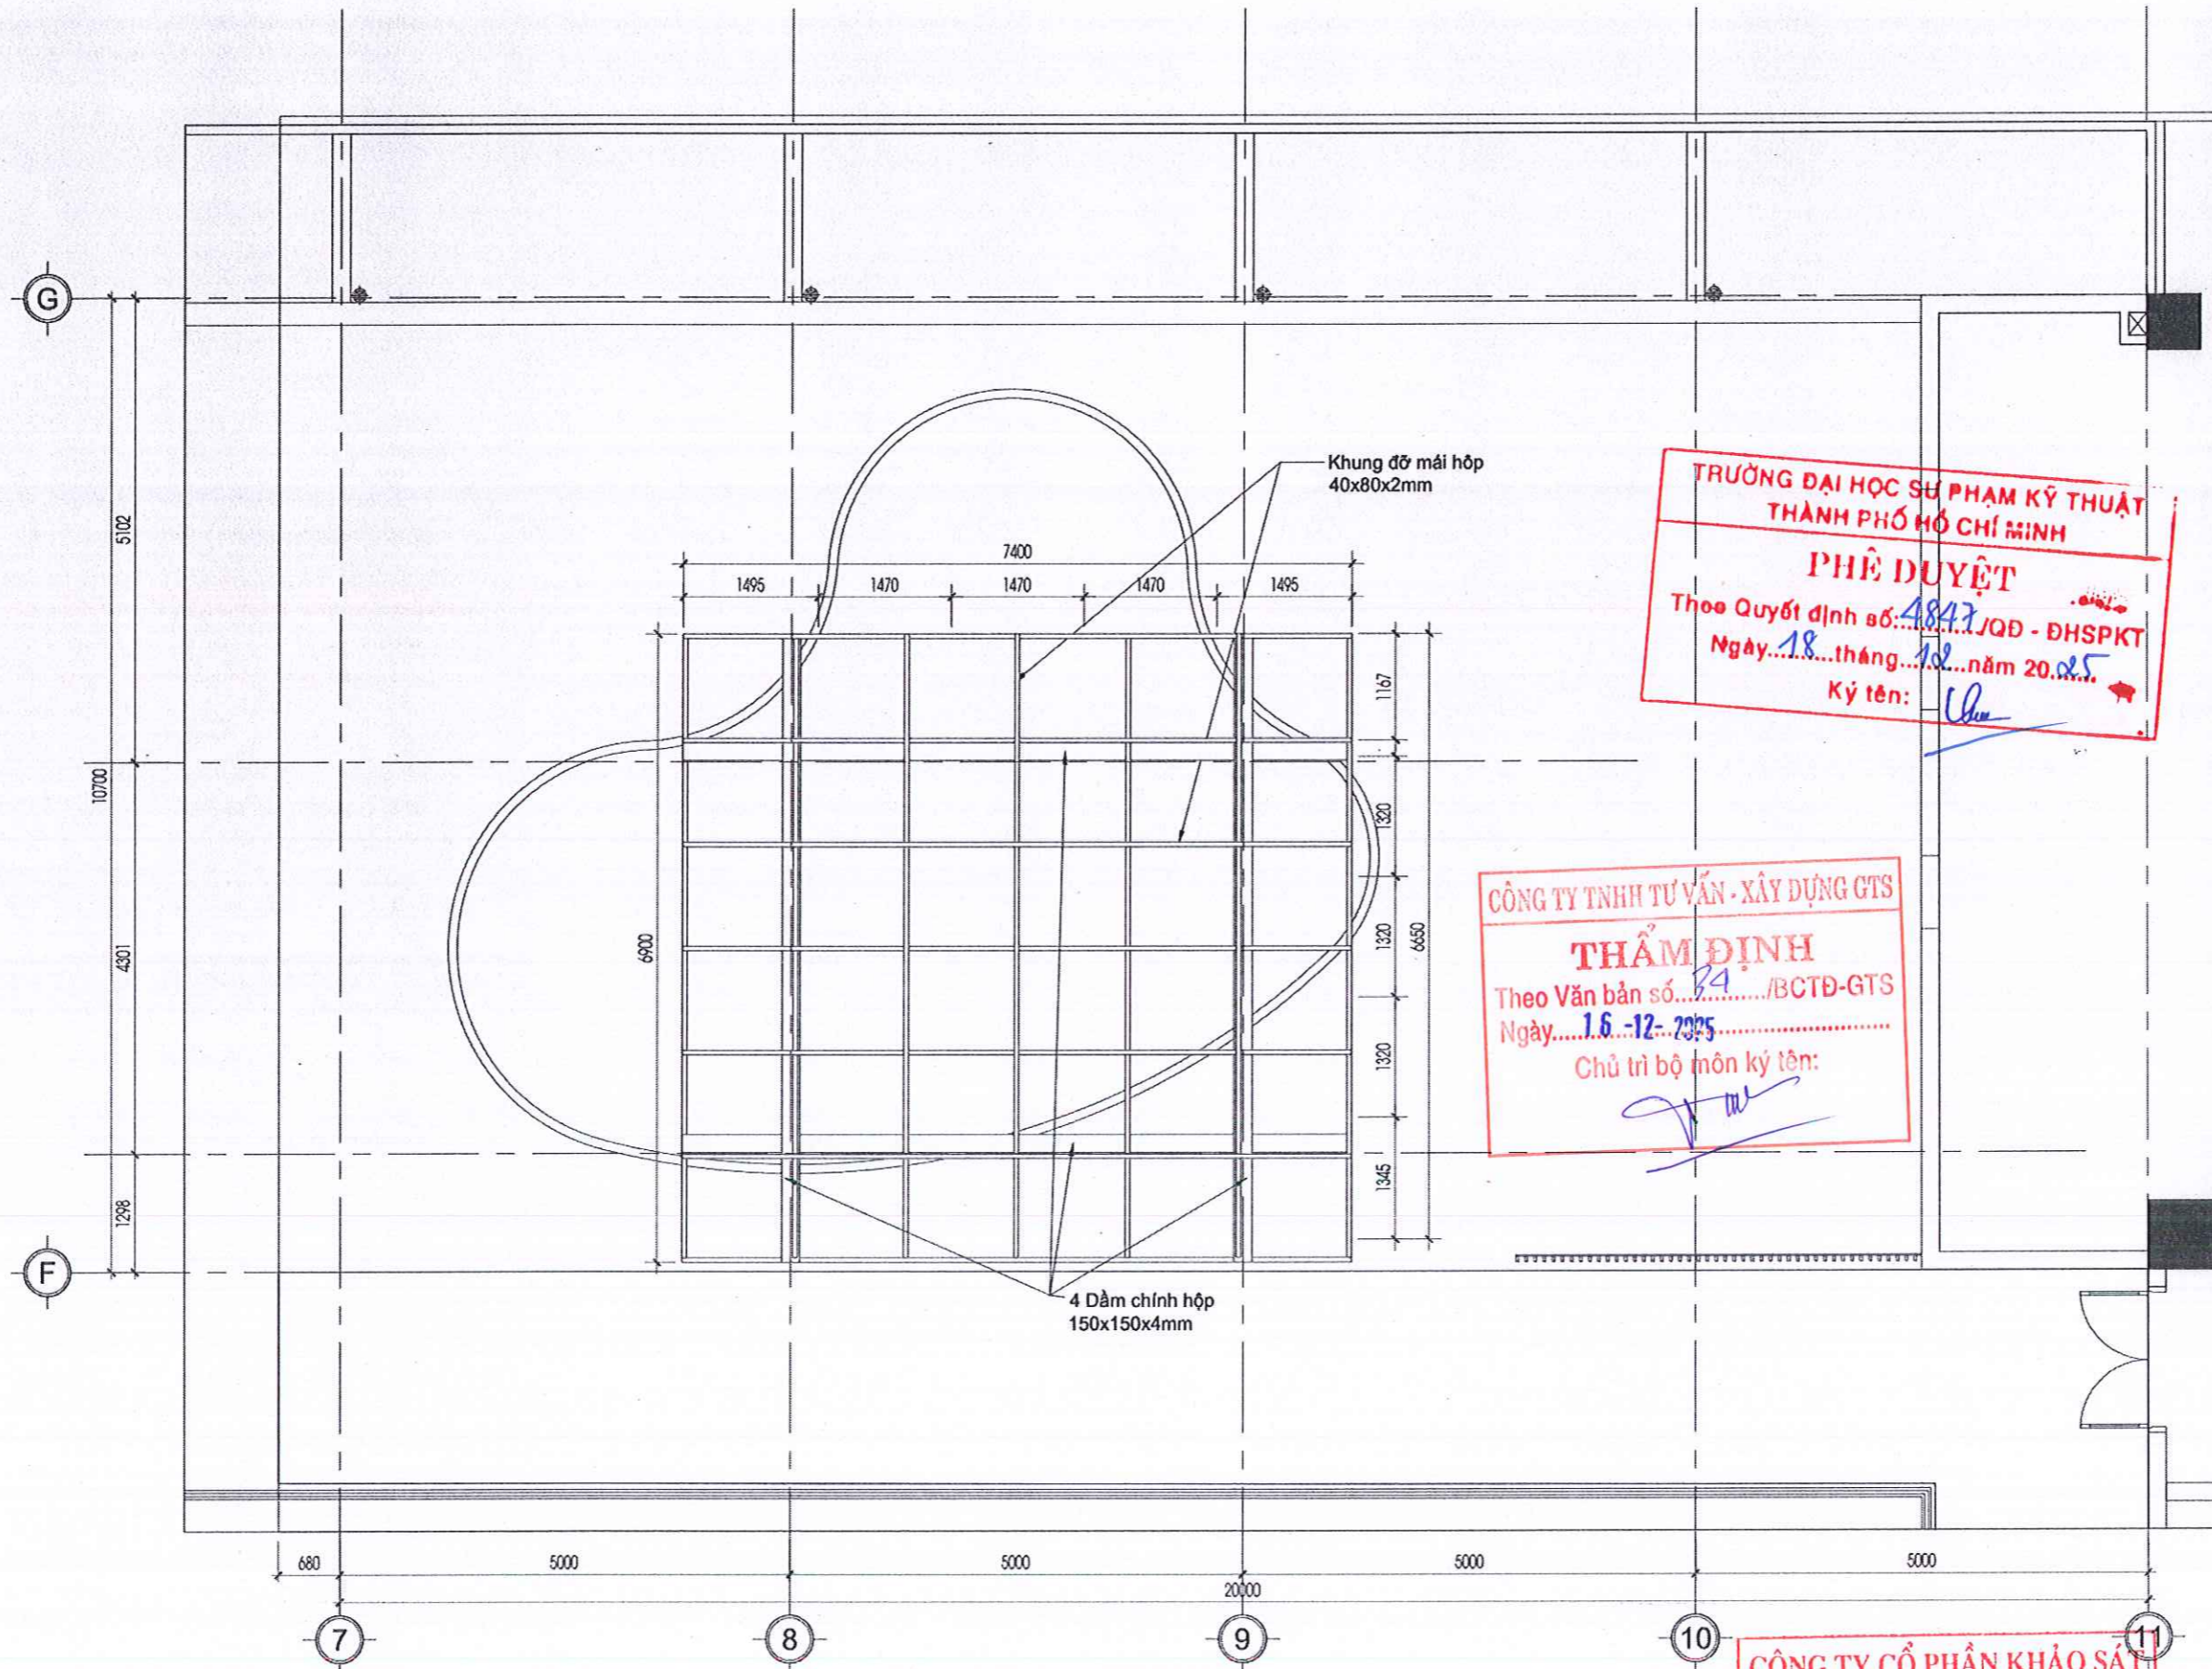 G
5102
10700
4301
1298
F
Khung đỡ mái hộp
40x80x2mm
7400
1495
1470
1470
1470
1495
6900
1167
1320
1320
1320
1345
6650
4 Dầm chính hộp
150x150x4mm
TRƯỜNG ĐẠI HỌC SƯ PHẠM KỸ THUẬT
THÀNH PHỐ HỒ CHÍ MINH
PHÊ DUYỆT
Theo Quyết định số: 4847/QĐ - ĐHSPKT
Ngày 18 tháng 12 năm 2025
Ký tên:
CÔNG TY TNHH TƯ VẤN - XÂY DỰNG GTS
THẨM ĐỊNH
Theo Văn bản số /BCTĐ-GTS
Ngày 16 -12- 2025
Chủ trì bộ môn ký tên:
680
5000
5000
5000
5000
20000
7
8
9
10
11
CÔNG TY CỔ PHẦN KHẢO SÁT